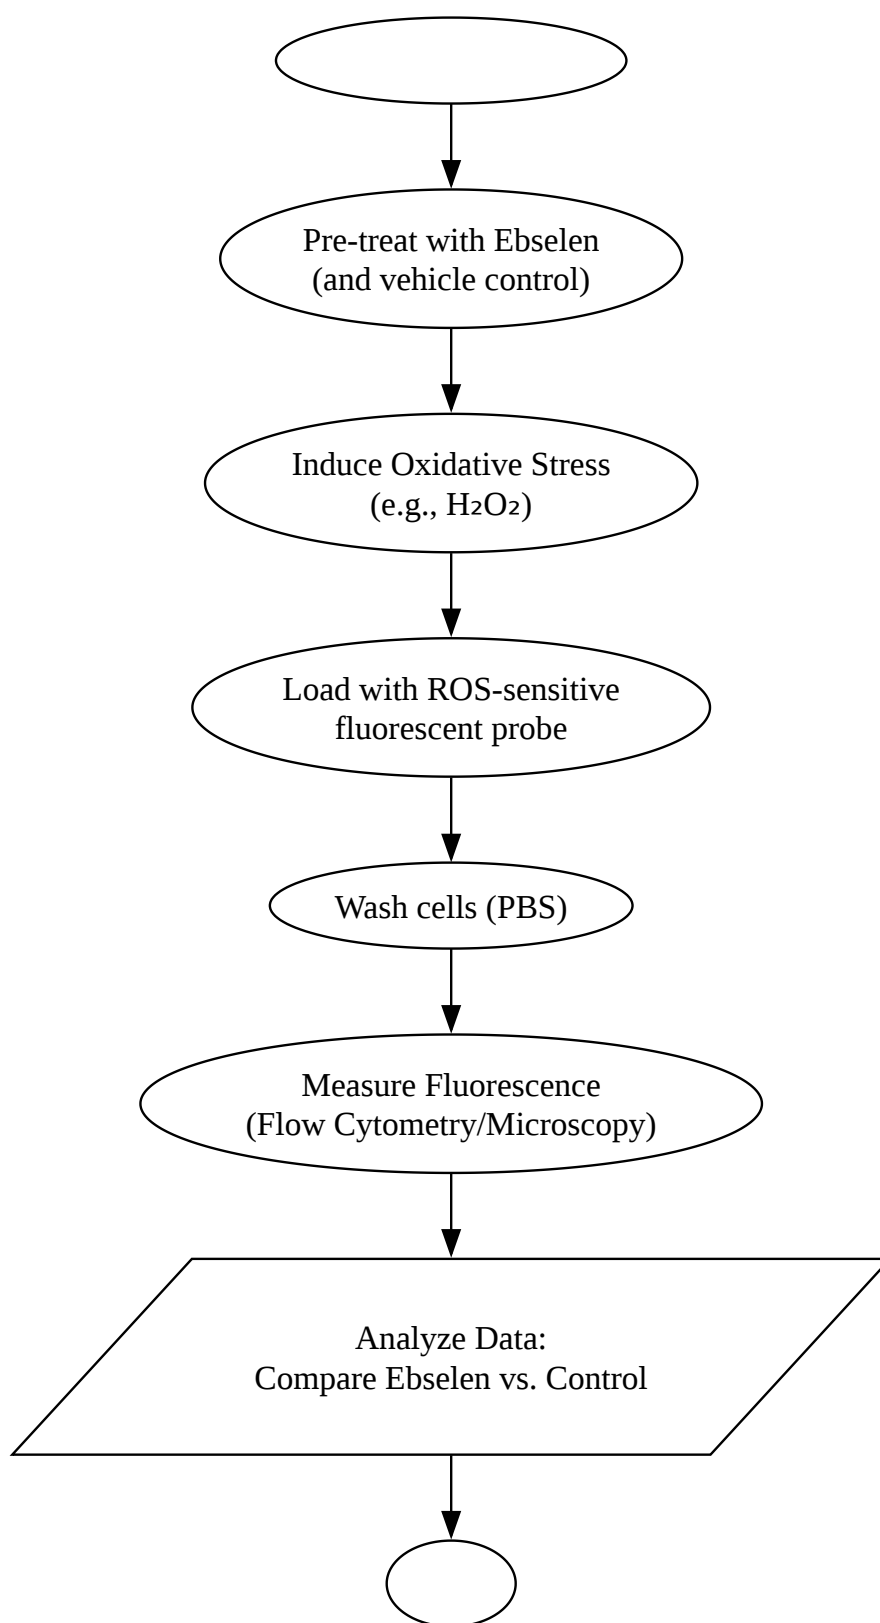 Pre-treat with Ebselen
(and vehicle control)
Induce Oxidative Stress
(e.g., H₂O₂)
Load with ROS-sensitive
fluorescent probe
Wash cells (PBS)
Measure Fluorescence
(Flow Cytometry/Microscopy)
Analyze Data:
Compare Ebselen vs. Control